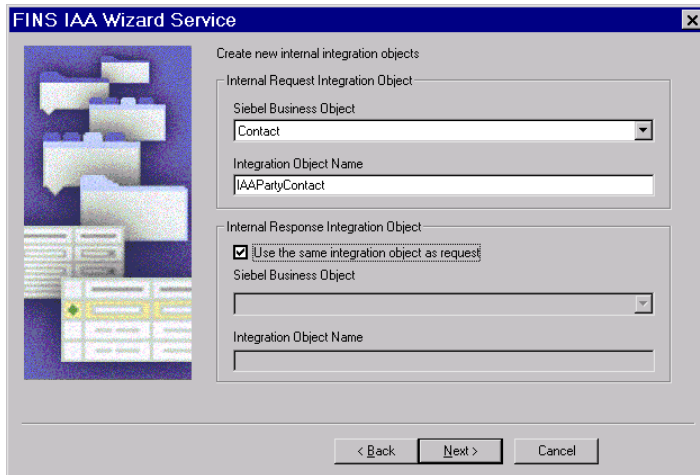 FINS IAA Wizard Service
Create new internal integration objects
Internal Request Integration Object
Siebel Business Object
Contact
Integration Object Name
IAAPartyContact
Internal Response Integration Object
Use the same integration object as request
Siebel Business Object
Integration Object Name
< Back
Next >
Cancel